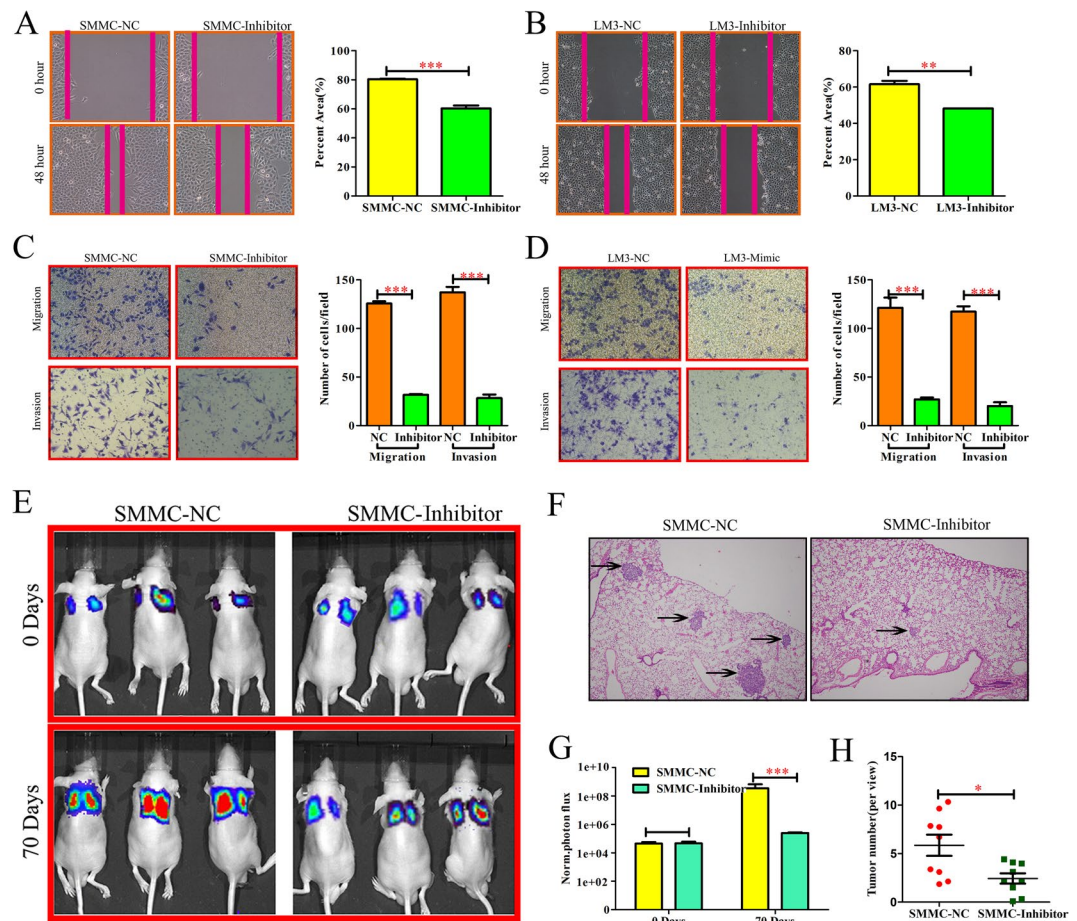 A
SMMC-NC
SMMC-Inhibitor
0 hour
48 hour
Percent Area(%)
100
80
60
40
20
0
***
SMMC-NC
SMMC-Inhibitor
B
LM3-NC
LM3-Inhibitor
0 hour
48 hour
Percent Area(%)
80
60
40
20
0
**
LM3-NC
LM3-Inhibitor
C
SMMC-NC
SMMC-Inhibitor
Migration
Invasion
Number of cells/field
150
100
50
0
***
***
NC
Inhibitor
NC
Inhibitor
Migration
Invasion
D
LM3-NC
LM3-Mimic
Migration
Invasion
Number of cells/field
150
100
50
0
***
***
NC
Inhibitor
NC
Inhibitor
Migration
Invasion
E
SMMC-NC
SMMC-Inhibitor
0 Days
70 Days
F
SMMC-NC
SMMC-Inhibitor
G
SMMC-NC
SMMC-Inhibitor
Norm.photon flux
1e+10
1e+08
1e+06
1e+04
1e+02
***
0 Days
70 Days
H
Tumor number(per view)
15
10
5
0
*
SMMC-NC
SMMC-Inhibitor